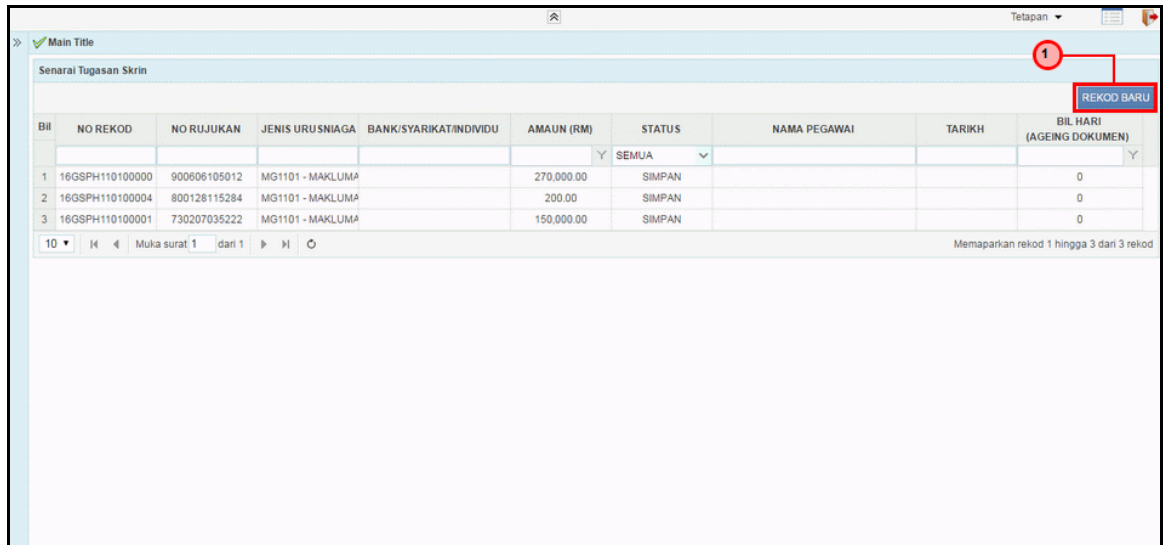 Tetapan
Main Title
1
Senarai Tugasan Skrin
REKOD BARU
Bil NO REKOD NO RUJUKAN JENIS URUSNIAGA BANK/SYARIKAT/INDIVIDU AMAUN (RM) STATUS NAMA PEGAWAI TARIKH BIL HARI
(AGEING DOKUMEN)
SEMUA
1 16GSPH110100000 900606105012 MG1101 - MAKLUMA 270,000.00 SIMPAN 0
2 16GSPH110100004 800128115284 MG1101 - MAKLUMA 200.00 SIMPAN 0
3 16GSPH110100001 730207035222 MG1101 - MAKLUMA 150,000.00 SIMPAN 0
10 Muka surat 1 dari 1 Memaparkan rekod 1 hingga 3 dari 3 rekod